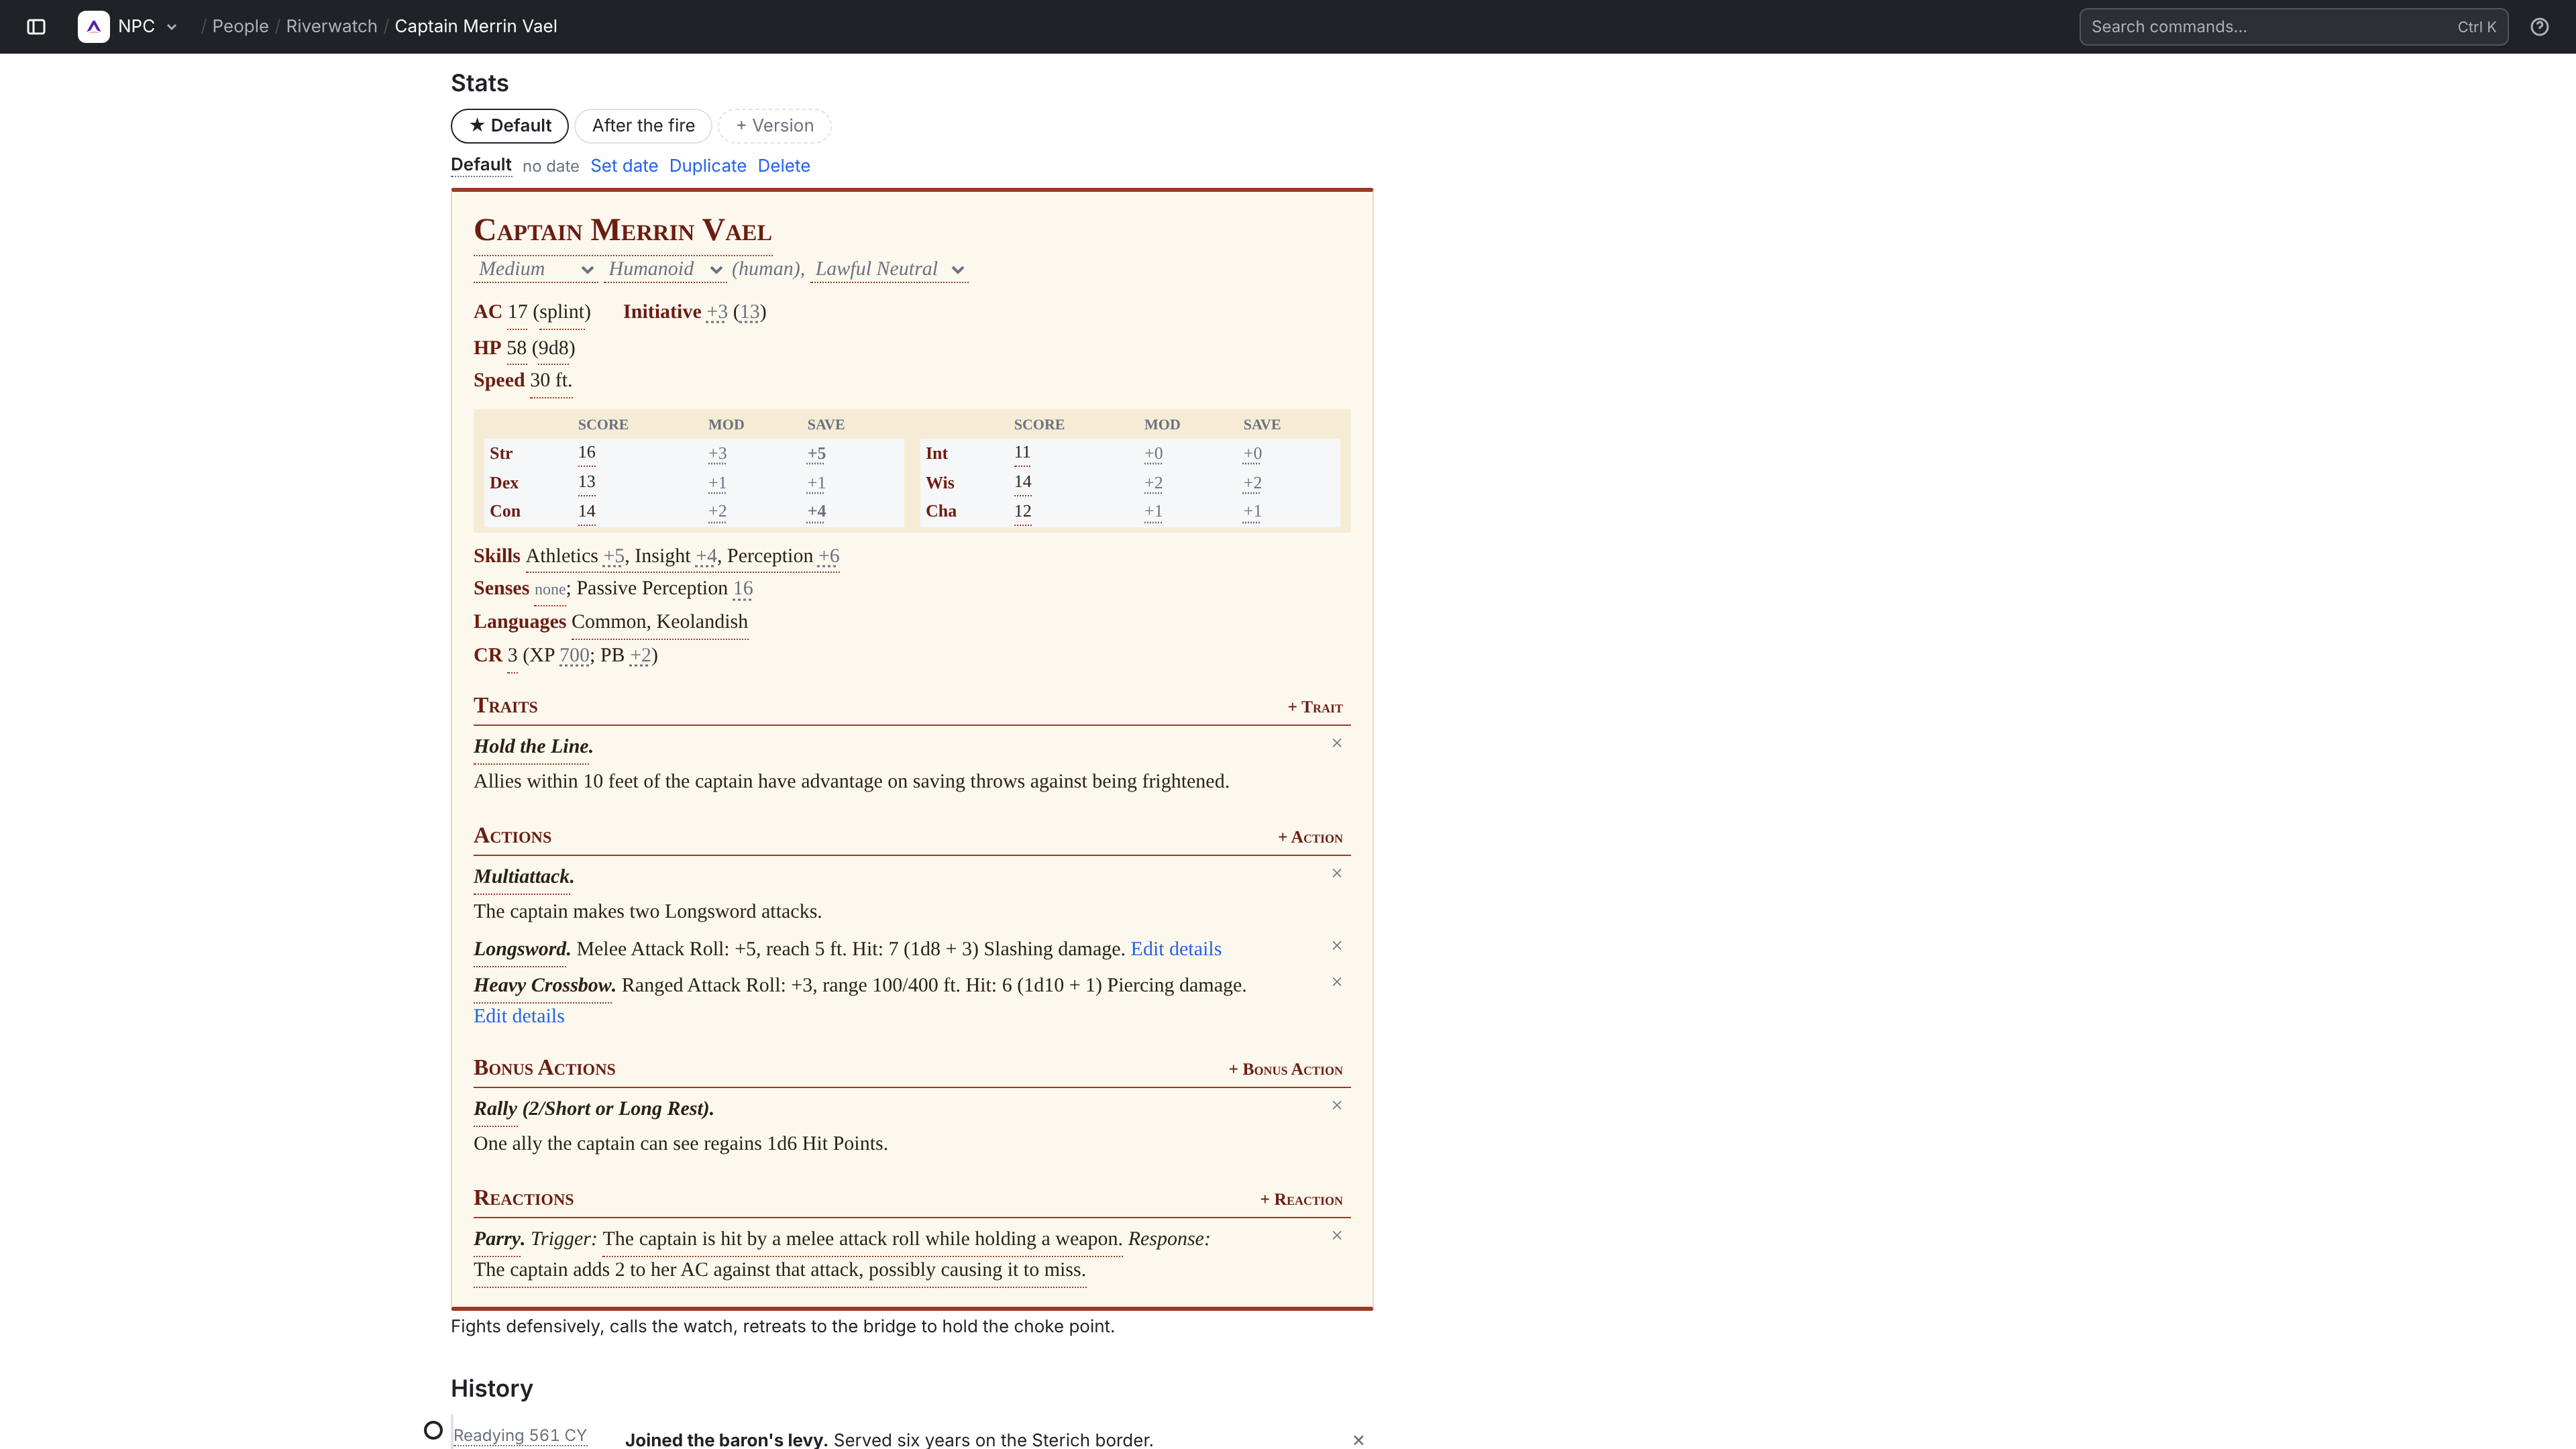 NPC / People / Riverwatch / Captain Merrin Vael Search commands... Ctrl K
Stats
★ Default After the fire + Version
Default no date Set date Duplicate Delete
Captain Merrin Vael
Medium Humanoid (human), Lawful Neutral
AC 17 (splint) Initiative +3 (13)
HP 58 (9d8)
Speed 30 ft.
SCORE MOD SAVE SCORE MOD SAVE
Str 16 +3 +5 Int 11 +0 +0
Dex 13 +1 +1 Wis 14 +2 +2
Con 14 +2 +4 Cha 12 +1 +1
Skills Athletics +5, Insight +4, Perception +6
Senses none; Passive Perception 16
Languages Common, Keolandish
CR 3 (XP 700; PB +2)
Traits + Trait
Hold the Line. ×
Allies within 10 feet of the captain have advantage on saving throws against being frightened.
Actions + Action
Multiattack. ×
The captain makes two Longsword attacks.
Longsword. Melee Attack Roll: +5, reach 5 ft. Hit: 7 (1d8 + 3) Slashing damage. Edit details ×
Heavy Crossbow. Ranged Attack Roll: +3, range 100/400 ft. Hit: 6 (1d10 + 1) Piercing damage. ×
Edit details
Bonus Actions + Bonus Action
Rally (2/Short or Long Rest). ×
One ally the captain can see regains 1d6 Hit Points.
Reactions + Reaction
Parry. Trigger: The captain is hit by a melee attack roll while holding a weapon. Response: ×
The captain adds 2 to her AC against that attack, possibly causing it to miss.
Fights defensively, calls the watch, retreats to the bridge to hold the choke point.
History
Readying 561 CY Joined the baron's levy. Served six years on the Sterich border. ×